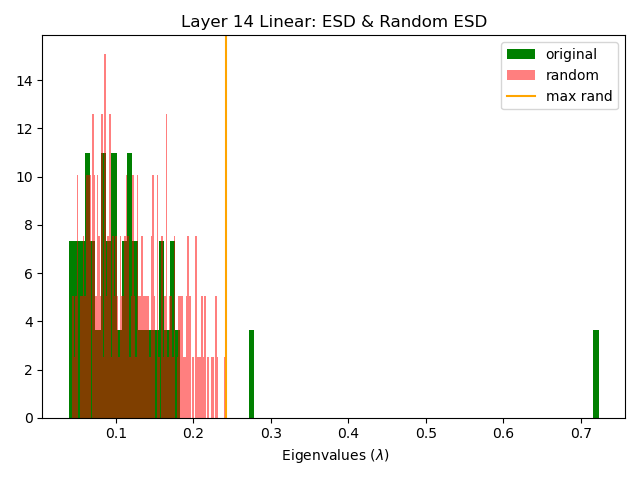 Layer 14 Linear: ESD & Random ESD
original
random
max rand
14
12
10
8
6
4
2
0
0.1 0.2 0.3 0.4 0.5 0.6 0.7
Eigenvalues (λ)